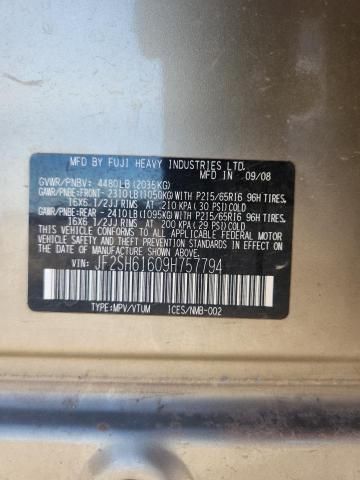 MFD BY FUJI HEAVY INDUSTRIES LTD.
MFD IN 09/08
GVWR/PNBV: 4480LB(2035KG)
GAWR/PNBE:FRONT- 2310LB(1050KG)WITH P215/65R16 96H TIRES,
16X6 1/2JJ RIMS AT 210 KPA ( 30 PSI)COLD
GAWR/PNBE:REAR - 2410LB(1095KG)WITH P215/65R16 96H TIRES,
16X6 1/2JJ RIMS AT 200 KPA ( 29 PSI)COLD
THIS VEHICLE CONFORMS TO ALL APPLICABLE FEDERAL MOTOR
VEHICLE SAFETY STANDARDS IN EFFECT ON THE
DATE OF MANUFACTURE SHOWN ABOVE.
VIN: JF2SH61609H757794
TYPE:MPV/VTUM ICES/NMB-002